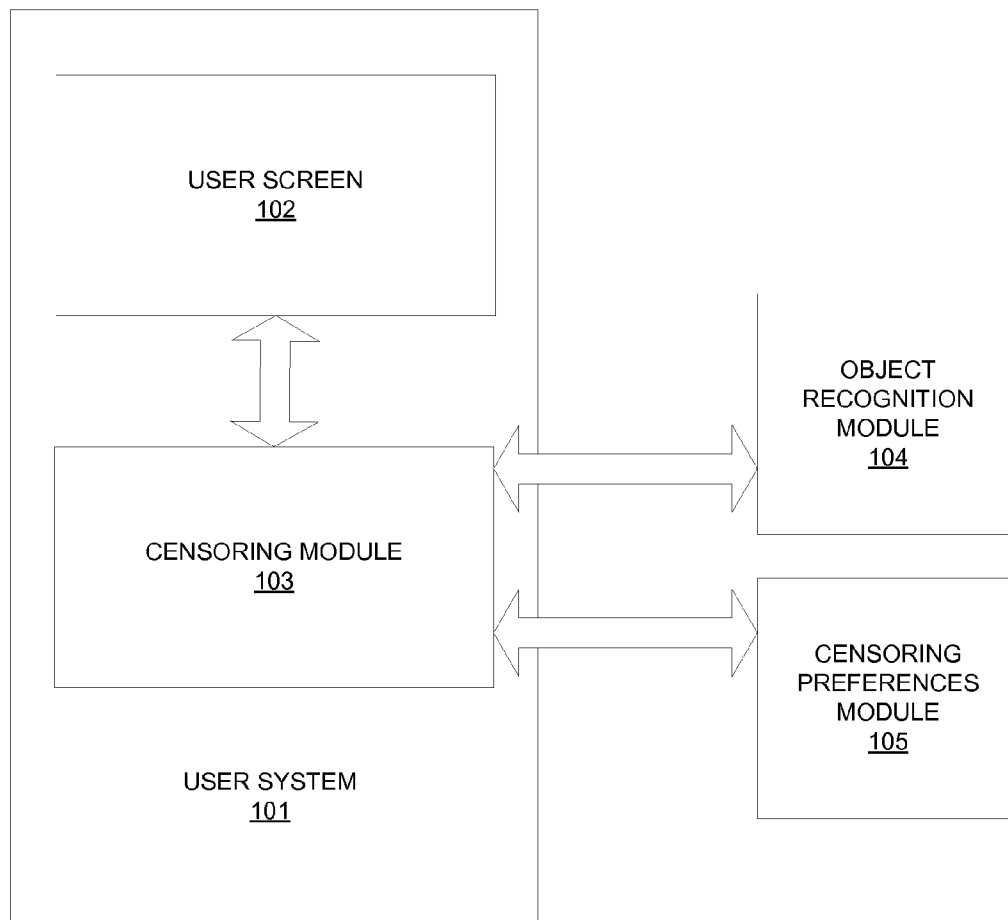 USER SCREEN
102
OBJECT
RECOGNITION
MODULE
104
CENSORING MODULE
103
CENSORING
PREFERENCES
MODULE
105
USER SYSTEM
101